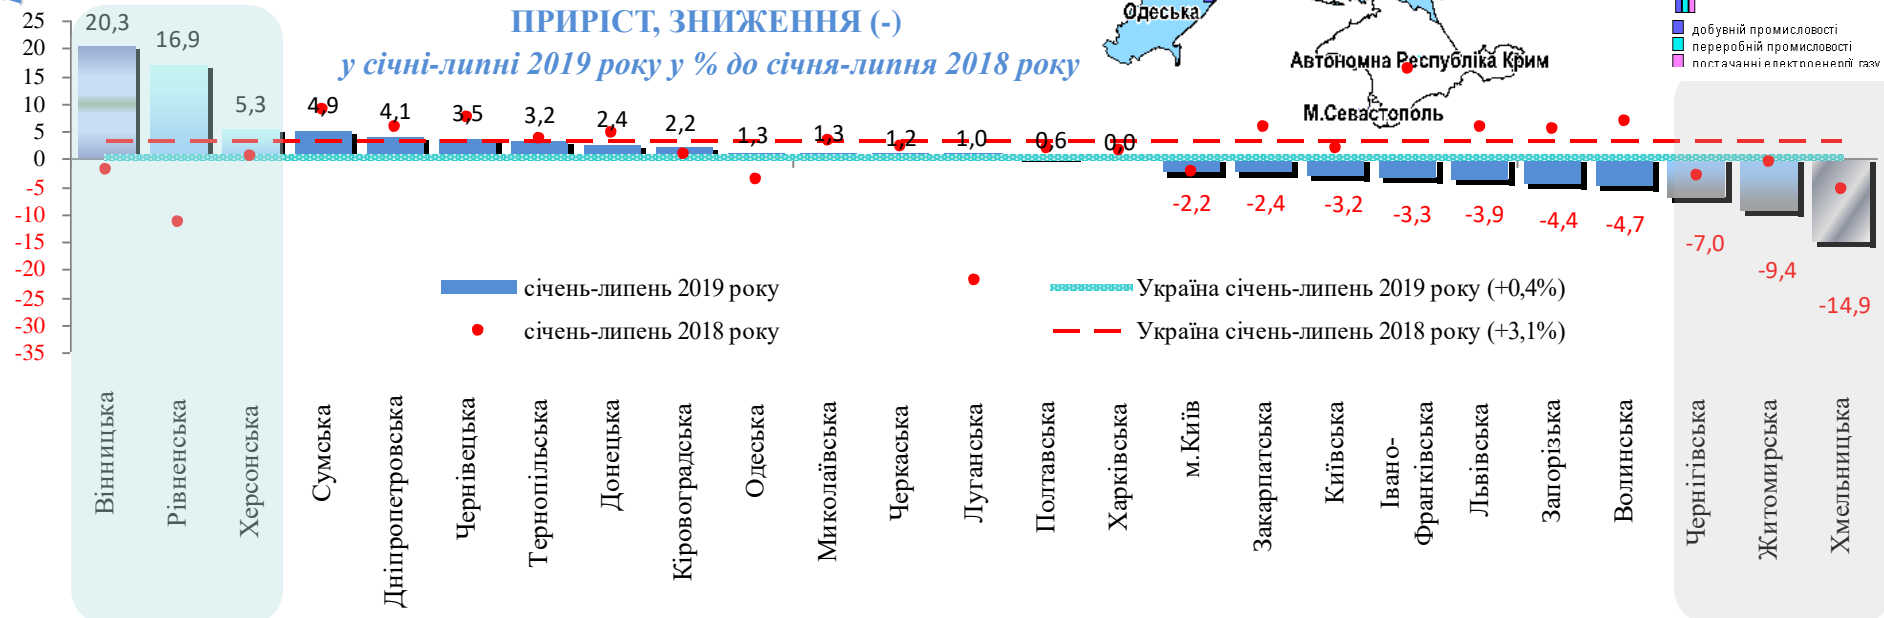 ПРИРІСТ, ЗНИЖЕННЯ (-)
у січні-липні 2019 року у % до січня-липня 2018 року
Одеська
Автономна Республіка Крим
М.Севастополь
добувній промисловості
переробній промисловості
постачанні електроенергії, газу
25
20
15
10
5
0
-5
-10
-15
-20
-25
-30
-35
20,3
16,9
5,3
4,9
4,1
3,5
3,2
2,4
2,2
1,3
1,3
1,2
1,0
0,6
0,0
-2,2
-2,4
-3,2
-3,3
-3,9
-4,4
-4,7
-7,0
-9,4
-14,9
січень-липень 2019 року
Україна січень-липень 2019 року (+0,4%)
січень-липень 2018 року
Україна січень-липень 2018 року (+3,1%)
Вінницька
Рівненська
Херсонська
Сумська
Дніпропетровська
Чернівецька
Тернопільська
Донецька
Кіровоградська
Одеська
Миколаївська
Черкаська
Луганська
Полтавська
Харківська
м.Київ
Закарпатська
Київська
Івано-
Франківська
Львівська
Запорізька
Волинська
Чернігівська
Житомирська
Хмельницька